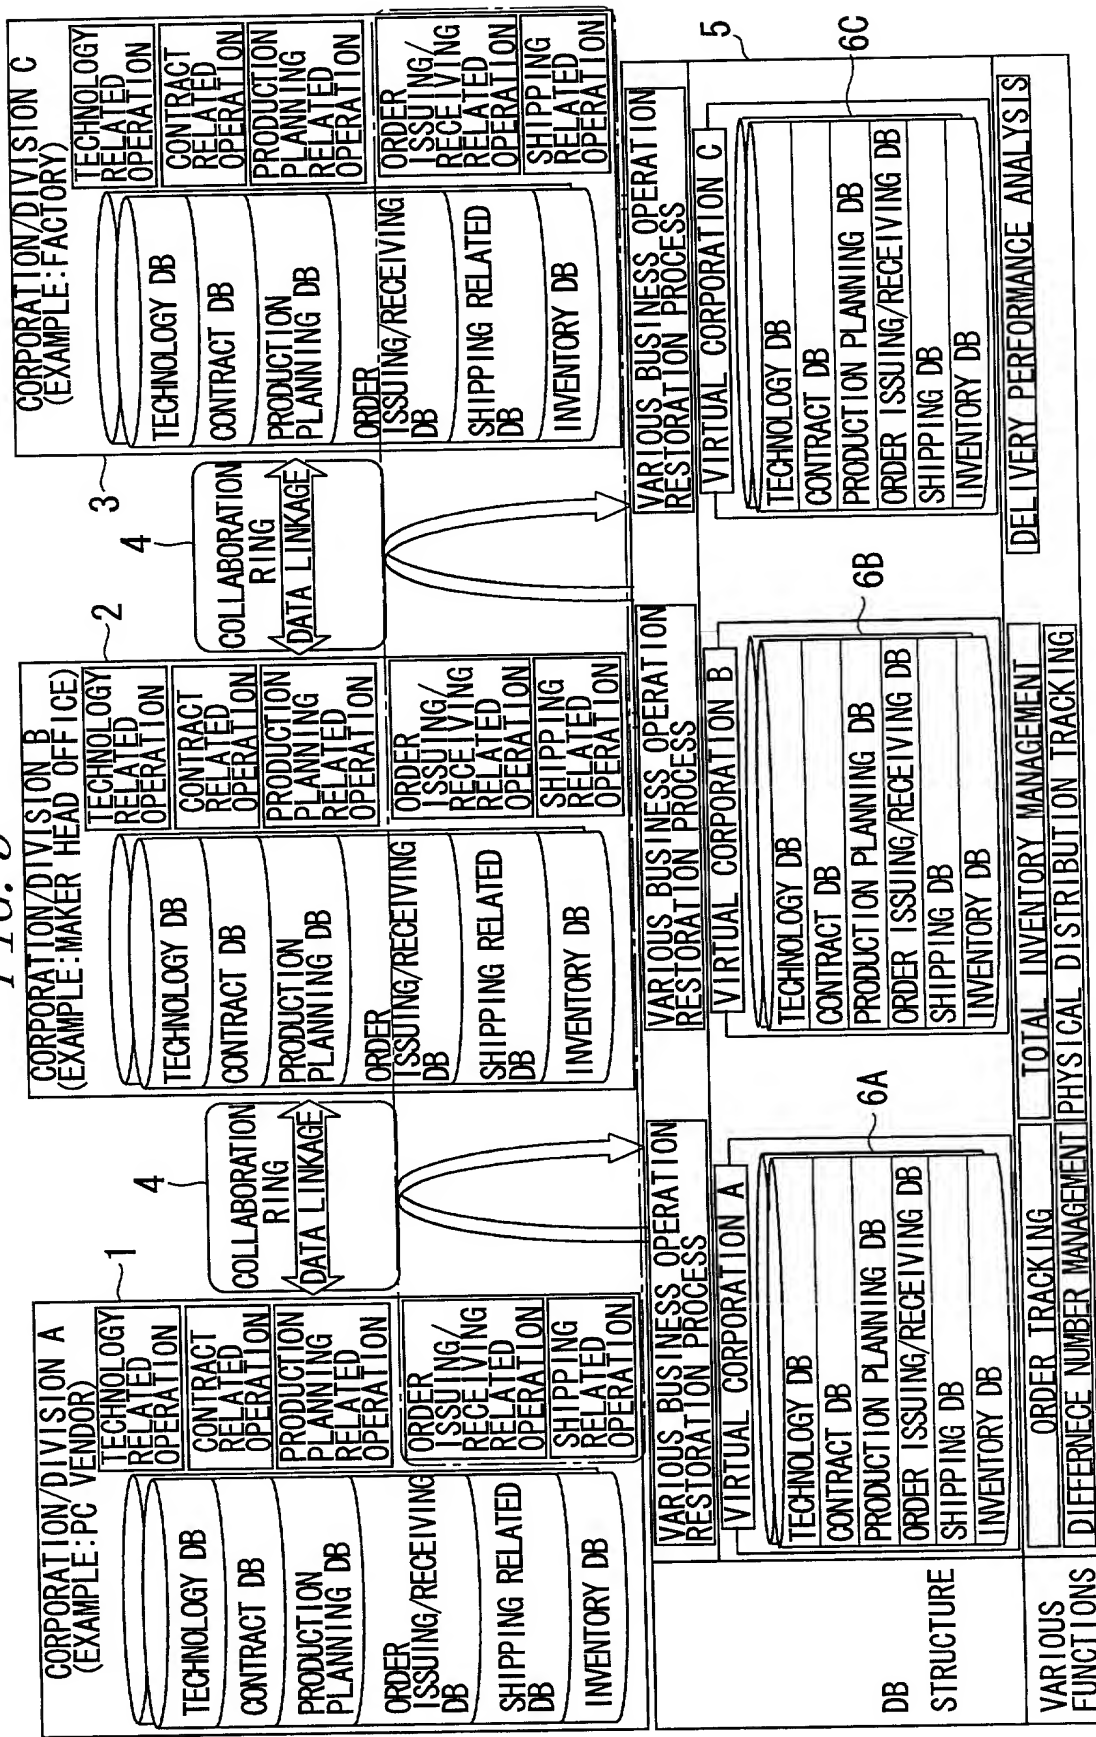 FIG. 6
CORPORATION/DIVISION A
(EXAMPLE:PC VENDOR)
1
TECHNOLOGY
RELATED
OPERATION
CONTRACT
RELATED
OPERATION
PRODUCTION
PLANNING
RELATED
OPERATION
ORDER
ISSUING/
RECEIVING
RELATED
OPERATION
SHIPPING
RELATED
OPERATION
TECHNOLOGY DB
CONTRACT DB
PRODUCTION
PLANNING DB
ORDER
ISSUING/RECEIVING
DB
SHIPPING RELATED
DB
INVENTORY DB
4
COLLABORATION
RING
DATA LINKAGE
CORPORATION/DIVISION B
(EXAMPLE:MAKER HEAD OFFICE)
2
TECHNOLOGY
RELATED
OPERATION
CONTRACT
RELATED
OPERATION
PRODUCTION
PLANNING
RELATED
OPERATION
ORDER
ISSUING/
RECEIVING
RELATED
OPERATION
SHIPPING
RELATED
OPERATION
TECHNOLOGY DB
CONTRACT DB
PRODUCTION
PLANNING DB
ORDER
ISSUING/RECEIVING
DB
SHIPPING RELATED
DB
INVENTORY DB
4
COLLABORATION
RING
DATA LINKAGE
CORPORATION/DIVISION C
(EXAMPLE:FACTORY)
3
TECHNOLOGY
RELATED
OPERATION
CONTRACT
RELATED
OPERATION
PRODUCTION
PLANNING
RELATED
OPERATION
ORDER
ISSUING/
RECEIVING
RELATED
OPERATION
SHIPPING
RELATED
OPERATION
TECHNOLOGY DB
CONTRACT DB
PRODUCTION
PLANNING DB
ORDER
ISSUING/RECEIVING
DB
SHIPPING RELATED
DB
INVENTORY DB
VARIOUS BUSINESS OPERATION
RESTORATION PROCESS
VARIOUS BUSINESS OPERATION
RESTORATION PROCESS
VARIOUS BUSINESS OPERATION
RESTORATION PROCESS
5
DB
STRUCTURE
VIRTUAL CORPORATION A
6A
TECHNOLOGY DB
CONTRACT DB
PRODUCTION PLANNING DB
ORDER ISSUING/RECEIVING DB
SHIPPING DB
INVENTORY DB
VIRTUAL CORPORATION B
6B
TECHNOLOGY DB
CONTRACT DB
PRODUCTION PLANNING DB
ORDER ISSUING/RECEIVING DB
SHIPPING DB
INVENTORY DB
VIRTUAL CORPORATION C
6C
TECHNOLOGY DB
CONTRACT DB
PRODUCTION PLANNING DB
ORDER ISSUING/RECEIVING DB
SHIPPING DB
INVENTORY DB
VARIOUS
FUNCTIONS
ORDER TRACKING
TOTAL INVENTORY MANAGEMENT
DELIVERY PERFORMANCE ANALYSIS
DIFFERNECE NUMBER MANAGEMENT
PHYSICAL DISTRIBUTION TRACKING